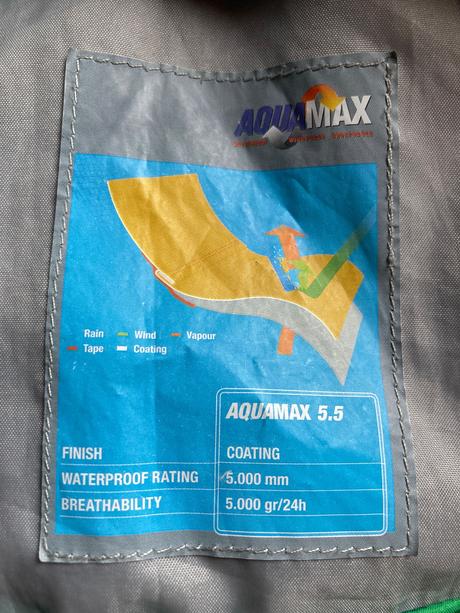 AQUAMAX
Rain Wind Vapour
Tape Coating
AQUAMAX 5.5
FINISH COATING
WATERPROOF RATING 5.000 mm
BREATHABILITY 5.000 gr/24h